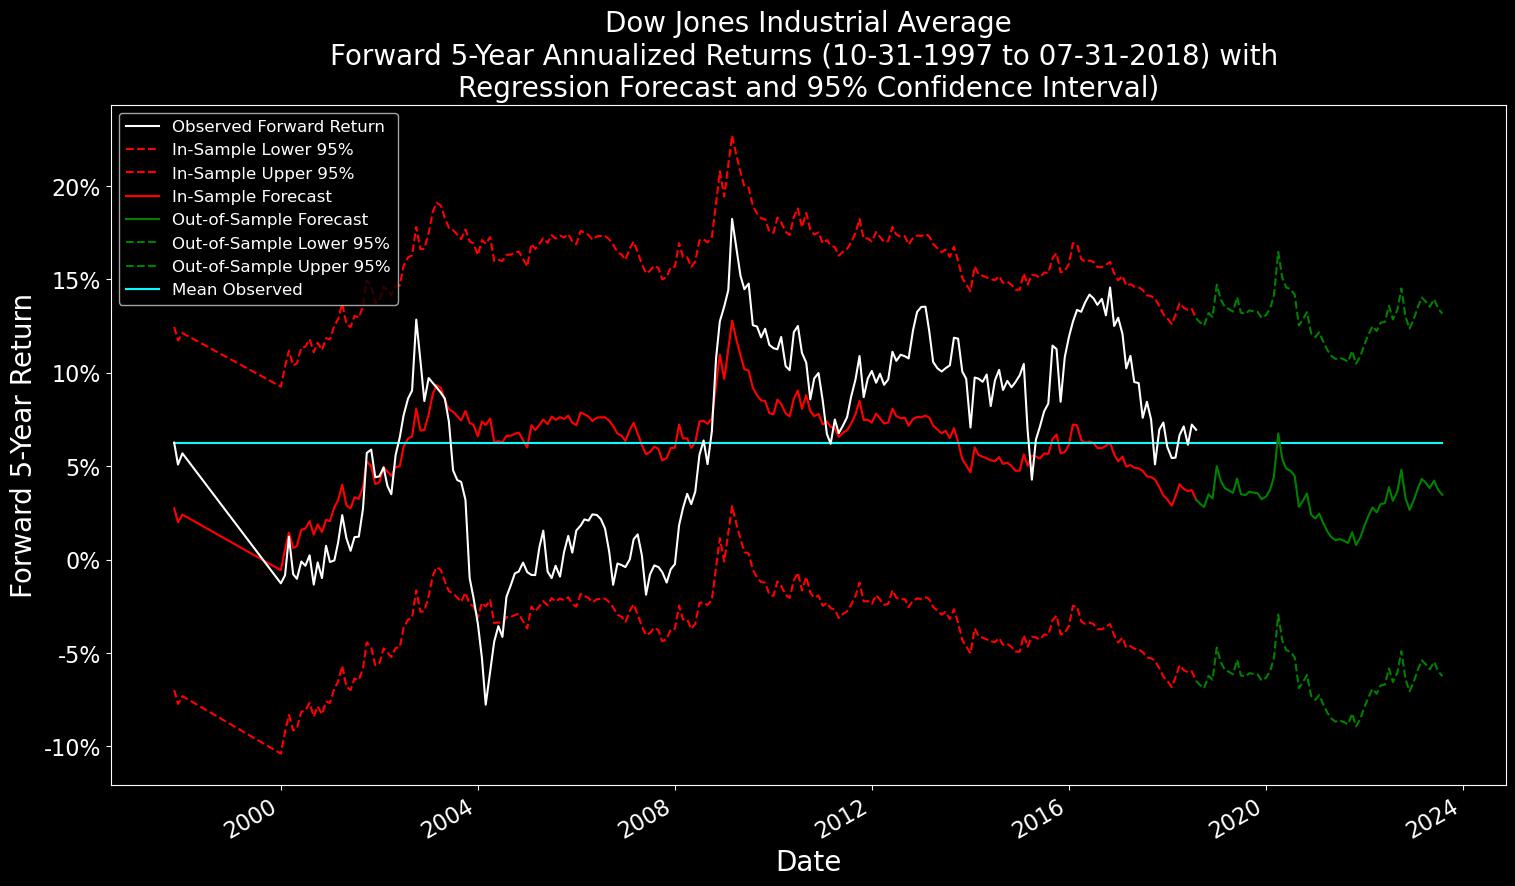 Dow Jones Industrial Average
Forward 5-Year Annualized Returns (10-31-1997 to 07-31-2018) with
Regression Forecast and 95% Confidence Interval)
Observed Forward Return
In-Sample Lower 95%
In-Sample Upper 95%
In-Sample Forecast
Out-of-Sample Forecast
Out-of-Sample Lower 95%
Out-of-Sample Upper 95%
Mean Observed
Forward 5-Year Return
20%
15%
10%
5%
0%
-5%
-10%
2000
2004
2008
2012
2016
2020
2024
Date